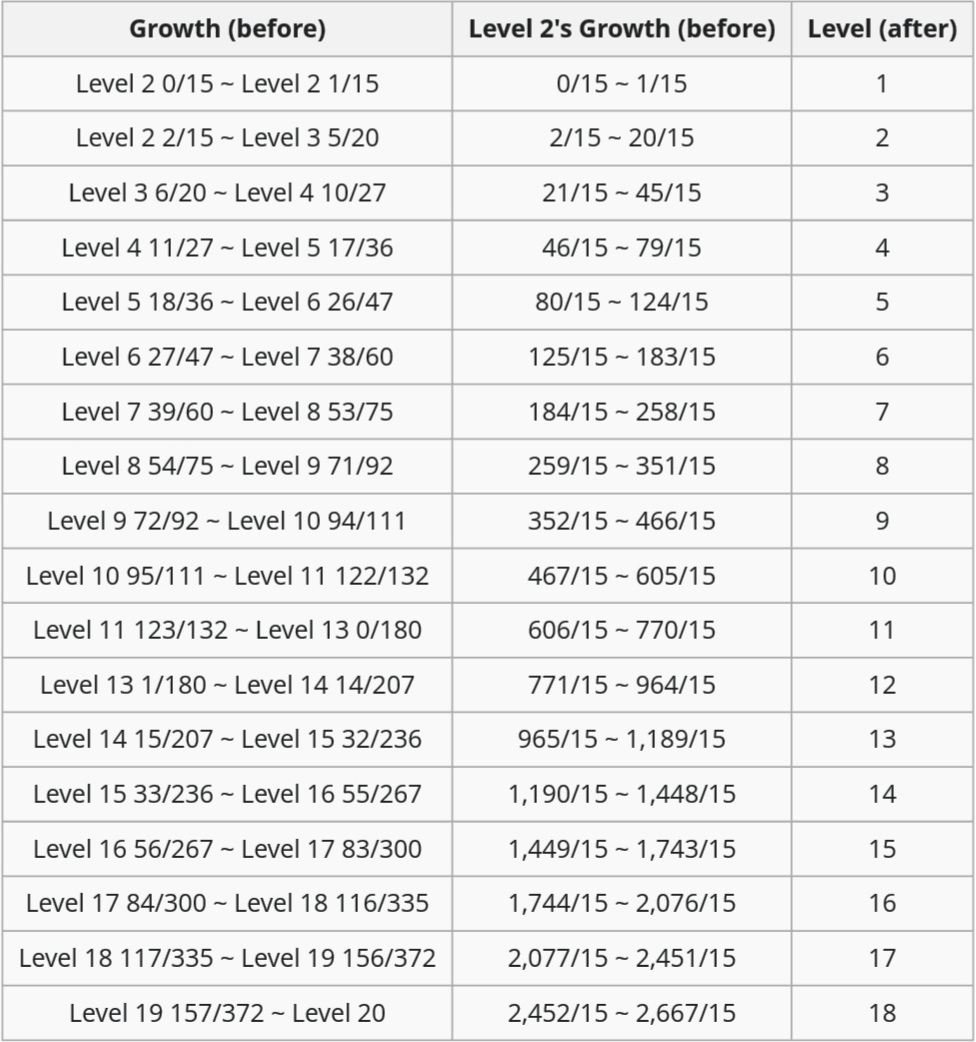 Growth (before) Level 2's Growth (before) Level (after)
Level 2 0/15 ~ Level 2 1/15 0/15 ~ 1/15 1
Level 2 2/15 ~ Level 3 5/20 2/15 ~ 20/15 2
Level 3 6/20 ~ Level 4 10/27 21/15 ~ 45/15 3
Level 4 11/27 ~ Level 5 17/36 46/15 ~ 79/15 4
Level 5 18/36 ~ Level 6 26/47 80/15 ~ 124/15 5
Level 6 27/47 ~ Level 7 38/60 125/15 ~ 183/15 6
Level 7 39/60 ~ Level 8 53/75 184/15 ~ 258/15 7
Level 8 54/75 ~ Level 9 71/92 259/15 ~ 351/15 8
Level 9 72/92 ~ Level 10 94/111 352/15 ~ 466/15 9
Level 10 95/111 ~ Level 11 122/132 467/15 ~ 605/15 10
Level 11 123/132 ~ Level 13 0/180 606/15 ~ 770/15 11
Level 13 1/180 ~ Level 14 14/207 771/15 ~ 964/15 12
Level 14 15/207 ~ Level 15 32/236 965/15 ~ 1,189/15 13
Level 15 33/236 ~ Level 16 55/267 1,190/15 ~ 1,448/15 14
Level 16 56/267 ~ Level 17 83/300 1,449/15 ~ 1,743/15 15
Level 17 84/300 ~ Level 18 116/335 1,744/15 ~ 2,076/15 16
Level 18 117/335 ~ Level 19 156/372 2,077/15 ~ 2,451/15 17
Level 19 157/372 ~ Level 20 2,452/15 ~ 2,667/15 18